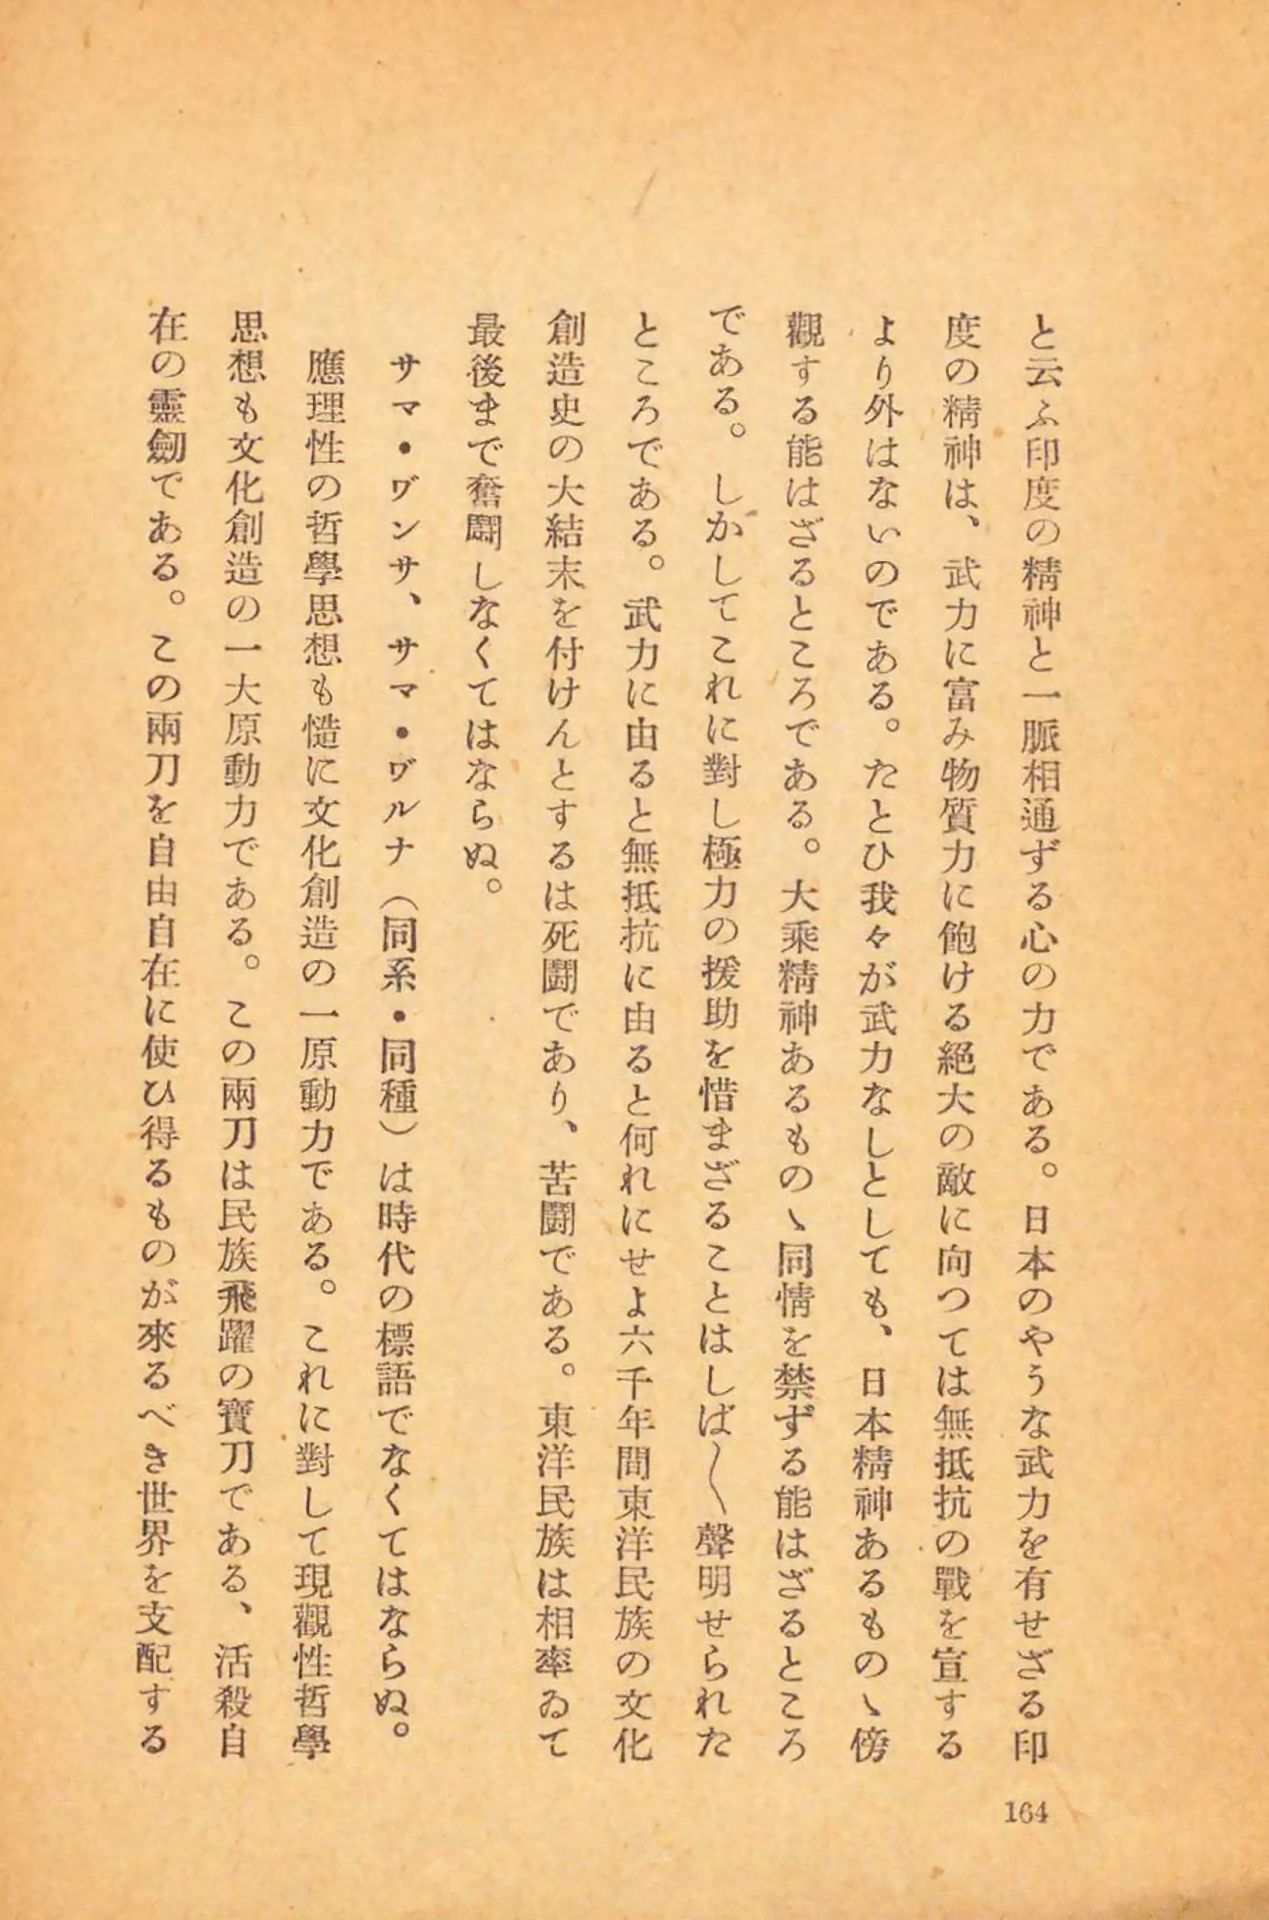 と云ふ印度の精神と一脈相通ずる心の力である。日本のやうな武力を有せざる印
度の精神は、武力に富み物質力に飽ける絕大の敵に向つては無抵抗の戰を宣する
より外はないのである。たとひ我々が武力なしとしても、日本精神あるものゝ傍
觀する能はざるところである。大乘精神あるものゝ同情を禁ずる能はざるところ
である。しかしてこれに對し極力の援助を惜まざることはしば〱聲明せられた
ところである。武力に由ると無抵抗に由ると何れにせよ六千年間東洋民族の文化
創造史の大結末を付けんとするは死鬪であり、苦鬪である。東洋民族は相率ゐて
最後まで奮鬪しなくてはならぬ。
サマ・ヷンサ、サマ・ヷルナ（同系・同種）は時代の標語でなくてはならぬ。
應理性の哲學思想も慥に文化創造の一原動力である。これに對して現觀性哲學
思想も文化創造の一大原動力である。この兩刀は民族飛躍の寶刀である、活殺自
在の靈劒である。この兩刀を自由自在に使ひ得るものが來るべき世界を支配する
164